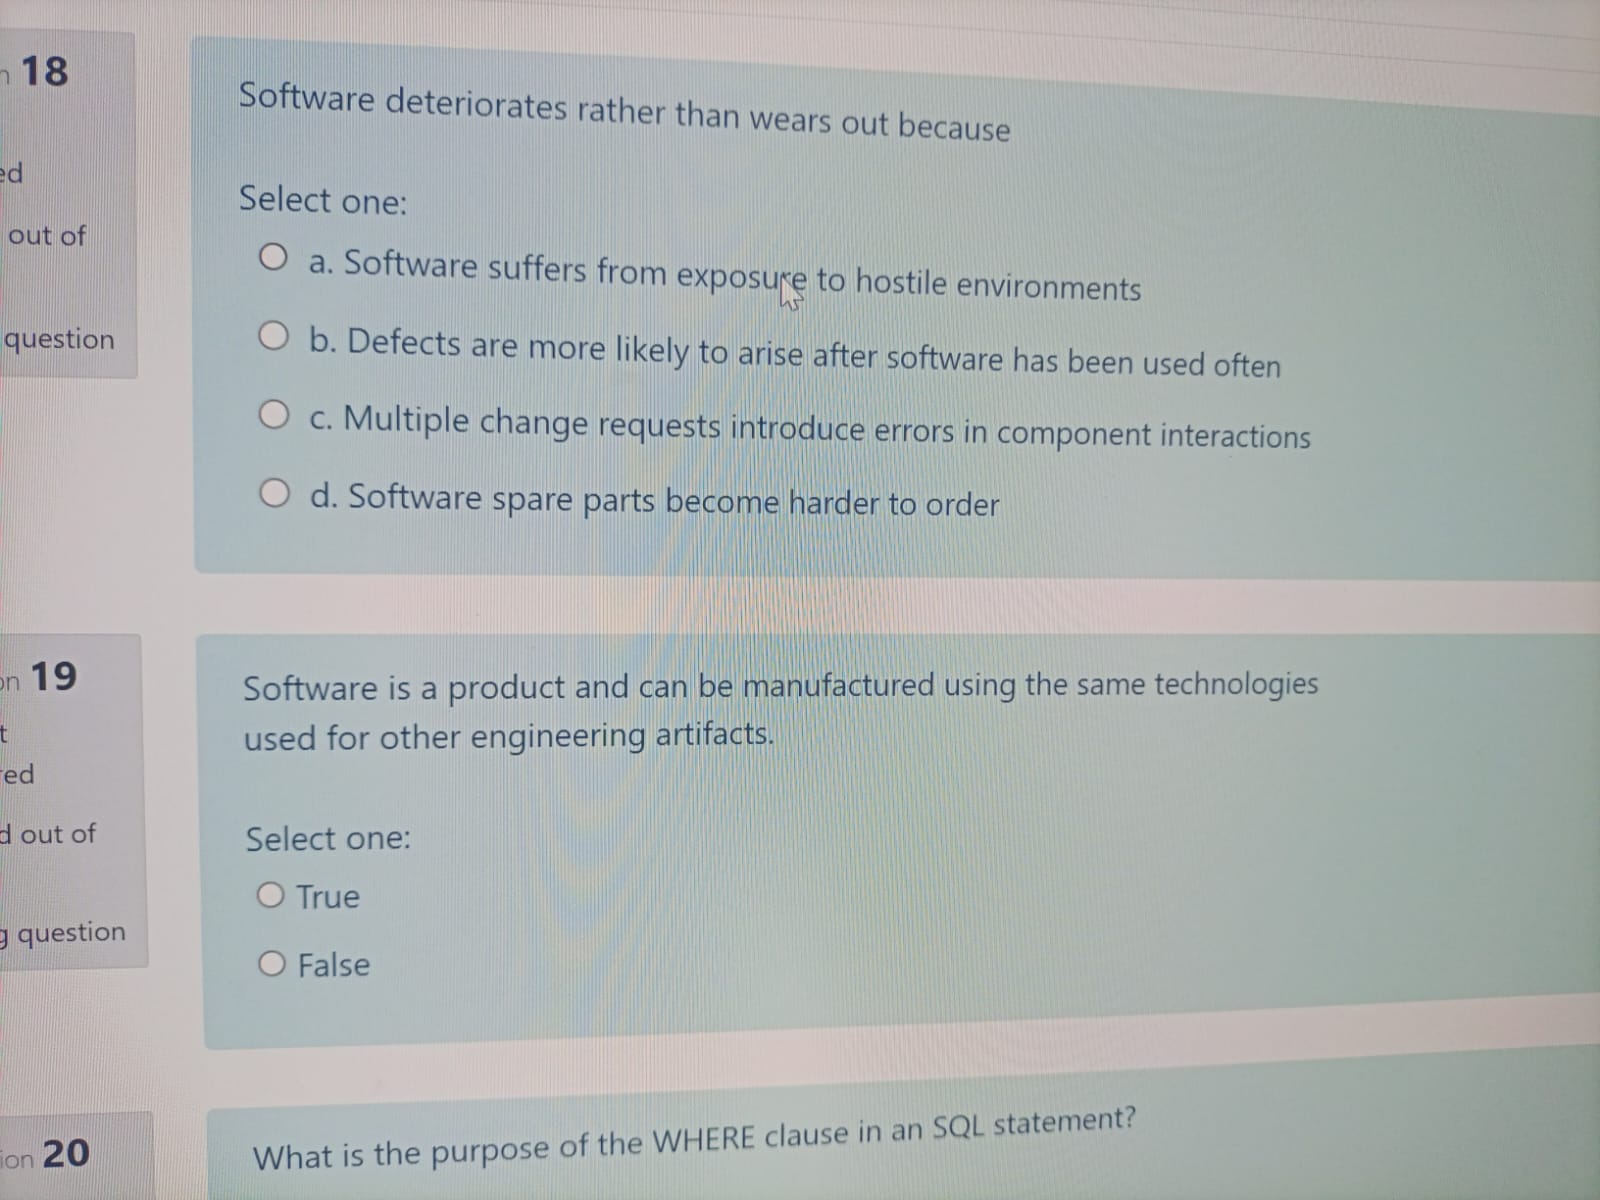 18
Software deteriorates rather than wears out because
ed
Select one:
out of
a. Software suffers from exposure to hostile environments
question
b. Defects are more likely to arise after software has been used often
c. Multiple change requests introduce errors in component interactions
d. Software spare parts become harder to order
on 19
Software is a product and can be manufactured using the same technologies
used for other engineering artifacts.
t
red
d out of
Select one:
True
g question
False
ion 20
What is the purpose of the WHERE clause in an SQL statement?